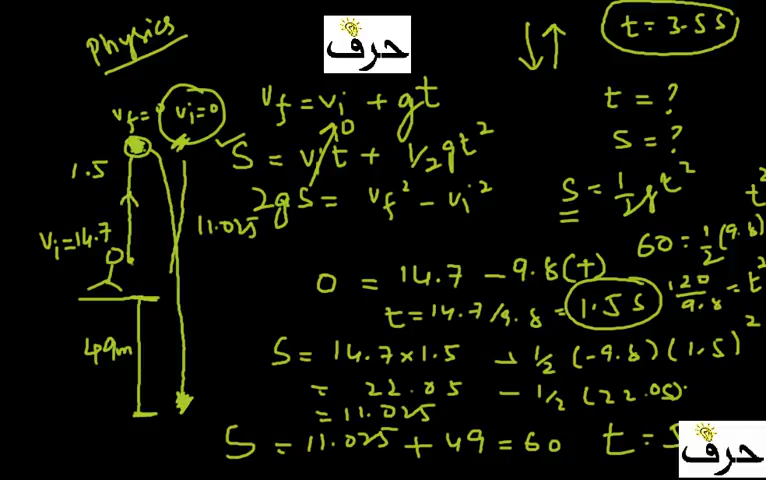 Physics
حرف
t = 3.5 s
vf = 0 vi = 0
vf = vi + gt
t = ?
0
S = vit + 1/2 gt²
s = ?
1.5
2gS = vf² - vi²
s = 1/2 gt²
t²
11.025
vi = 14.7
60 = 1/2 (9.8)
0 = 14.7 - 9.8(t)
120/9.8 = t²
t = 14.7/9.8 = 1.5 s
49m
S = 14.7 × 1.5 - 1/2 (-9.8)(1.5)²
= 22.05 - 1/2 (22.05)
= 11.025
S = 11.025 + 49 = 60
t =
حرف